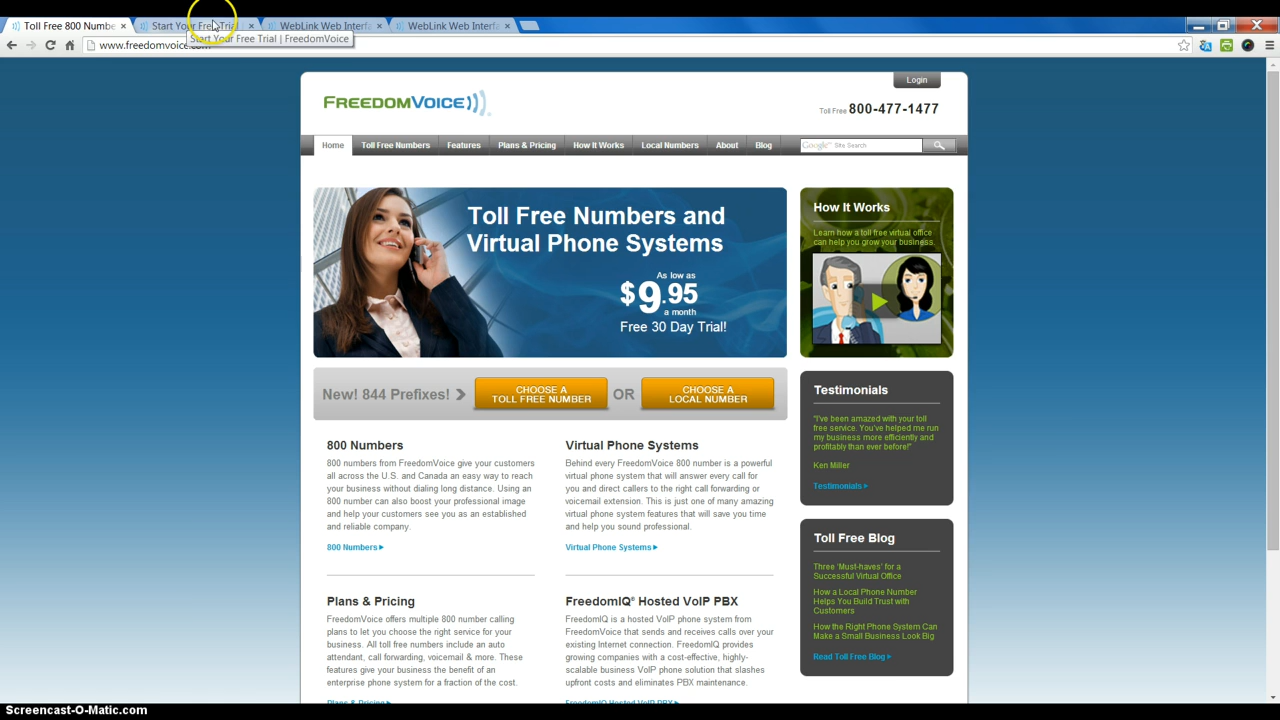 Toll Free 800 Numbe
Start Your Free Trial
WebLink Web Interfa
WebLink Web Interfa
Start Your Free Trial | FreedomVoice
www.freedomvoice.com
Login
FREEDOMVOICE
Toll Free 800-477-1477
Home
Toll Free Numbers
Features
Plans & Pricing
How It Works
Local Numbers
About
Blog
Google Site Search
Toll Free Numbers and
Virtual Phone Systems
As low as
$9.95
a month
Free 30 Day Trial!
How It Works
Learn how a toll free virtual office
can help you grow your business.
New! 844 Prefixes!
CHOOSE A
TOLL FREE NUMBER
OR
CHOOSE A
LOCAL NUMBER
Testimonials
"I've been amazed with your toll
free service. You've helped me run
my business more efficiently and
profitably than ever before!"
Ken Miller
Testimonials
800 Numbers
800 numbers from FreedomVoice give your customers
all across the U.S. and Canada an easy way to reach
your business without dialing long distance. Using an
800 number can also boost your professional image
and help your customers see you as an established
and reliable company.
800 Numbers
Virtual Phone Systems
Behind every FreedomVoice 800 number is a powerful
virtual phone system that will answer every call for
you and direct callers to the right call forwarding or
voicemail extension. This is just one of many amazing
virtual phone system features that will save you time
and help you sound professional.
Virtual Phone Systems
Toll Free Blog
Three 'Must-haves' for a
Successful Virtual Office
How a Local Phone Number
Helps You Build Trust with
Customers
How the Right Phone System Can
Make a Small Business Look Big
Read Toll Free Blog
Plans & Pricing
FreedomVoice offers multiple 800 number calling
plans to let you choose the right service for your
business. All toll free numbers include an auto
attendant, call forwarding, voicemail & more. These
features give your business the benefit of an
enterprise phone system for a fraction of the cost.
Plans & Pricing
FreedomIQ® Hosted VoIP PBX
FreedomIQ is a hosted VoIP phone system from
FreedomVoice that sends and receives calls over your
existing Internet connection. FreedomIQ provides
growing companies with a cost-effective, highly-
scalable business VoIP phone solution that slashes
upfront costs and eliminates PBX maintenance.
FreedomIQ Hosted VoIP PBX
Screencast-O-Matic.com